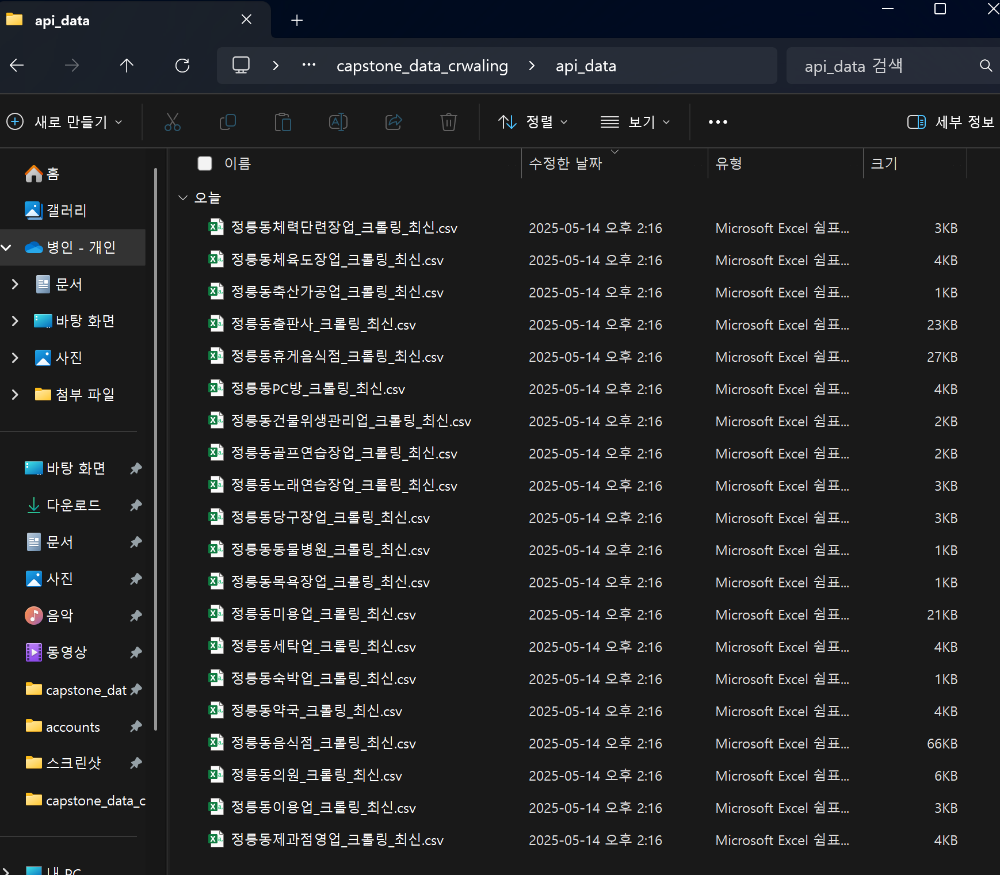 api_data
capstone_data_crwaling
api_data
api_data 검색
새로 만들기
정렬
보기
세부 정보
홈
갤러리
병인 - 개인
문서
바탕 화면
사진
첨부 파일
바탕 화면
다운로드
문서
사진
음악
동영상
capstone_dat
accounts
스크린샷
capstone_data_c
내 PC
이름 수정한 날짜 유형 크기
오늘
정릉동체력단련장업_크롤링_최신.csv 2025-05-14 오후 2:16 Microsoft Excel 쉼표... 3KB
정릉동체육도장업_크롤링_최신.csv 2025-05-14 오후 2:16 Microsoft Excel 쉼표... 4KB
정릉동축산가공업_크롤링_최신.csv 2025-05-14 오후 2:16 Microsoft Excel 쉼표... 1KB
정릉동출판사_크롤링_최신.csv 2025-05-14 오후 2:16 Microsoft Excel 쉼표... 23KB
정릉동휴게음식점_크롤링_최신.csv 2025-05-14 오후 2:16 Microsoft Excel 쉼표... 27KB
정릉동PC방_크롤링_최신.csv 2025-05-14 오후 2:16 Microsoft Excel 쉼표... 4KB
정릉동건물위생관리업_크롤링_최신.csv 2025-05-14 오후 2:16 Microsoft Excel 쉼표... 2KB
정릉동골프연습장업_크롤링_최신.csv 2025-05-14 오후 2:16 Microsoft Excel 쉼표... 2KB
정릉동노래연습장업_크롤링_최신.csv 2025-05-14 오후 2:16 Microsoft Excel 쉼표... 3KB
정릉동당구장업_크롤링_최신.csv 2025-05-14 오후 2:16 Microsoft Excel 쉼표... 3KB
정릉동동물병원_크롤링_최신.csv 2025-05-14 오후 2:16 Microsoft Excel 쉼표... 1KB
정릉동목욕장업_크롤링_최신.csv 2025-05-14 오후 2:16 Microsoft Excel 쉼표... 1KB
정릉동미용업_크롤링_최신.csv 2025-05-14 오후 2:16 Microsoft Excel 쉼표... 21KB
정릉동세탁업_크롤링_최신.csv 2025-05-14 오후 2:16 Microsoft Excel 쉼표... 4KB
정릉동숙박업_크롤링_최신.csv 2025-05-14 오후 2:16 Microsoft Excel 쉼표... 1KB
정릉동약국_크롤링_최신.csv 2025-05-14 오후 2:16 Microsoft Excel 쉼표... 4KB
정릉동음식점_크롤링_최신.csv 2025-05-14 오후 2:16 Microsoft Excel 쉼표... 66KB
정릉동의원_크롤링_최신.csv 2025-05-14 오후 2:16 Microsoft Excel 쉼표... 6KB
정릉동이용업_크롤링_최신.csv 2025-05-14 오후 2:16 Microsoft Excel 쉼표... 3KB
정릉동제과점영업_크롤링_최신.csv 2025-05-14 오후 2:16 Microsoft Excel 쉼표... 4KB